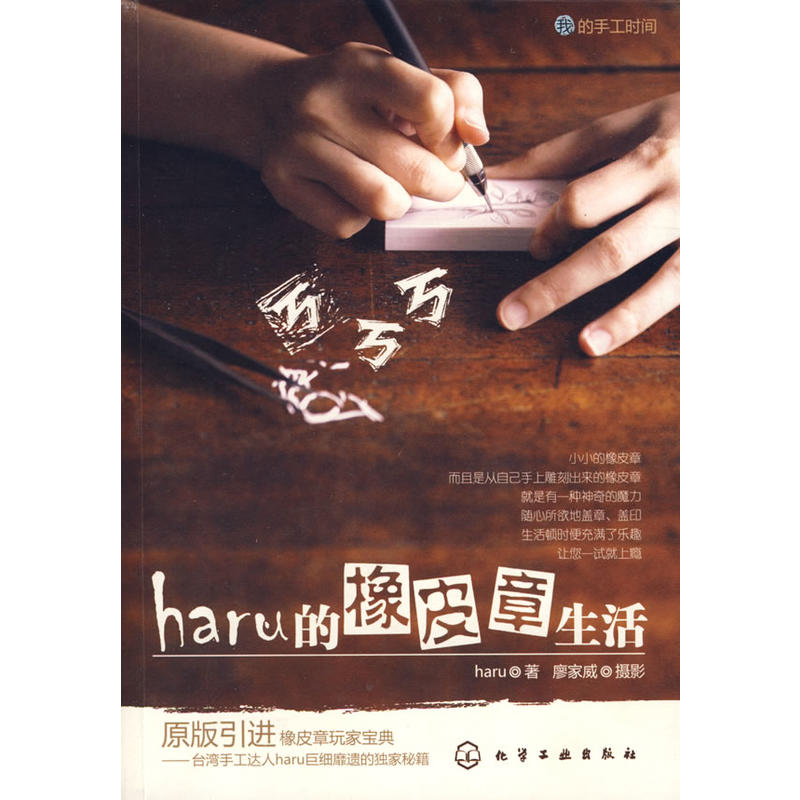 我的手工时间
丂
丂
丂
小小的橡皮章
而且是从自己手上雕刻出来的橡皮章
就是有一种神奇的魔力
随心所欲地盖章、盖印
生活顿时便充满了乐趣
让您一试就上瘾
haru的橡皮章生活
haru◎著 廖家威◎摄影
原版引进 橡皮章玩家宝典
——台湾手工达人haru巨细靡遗的独家秘籍
化学工业出版社